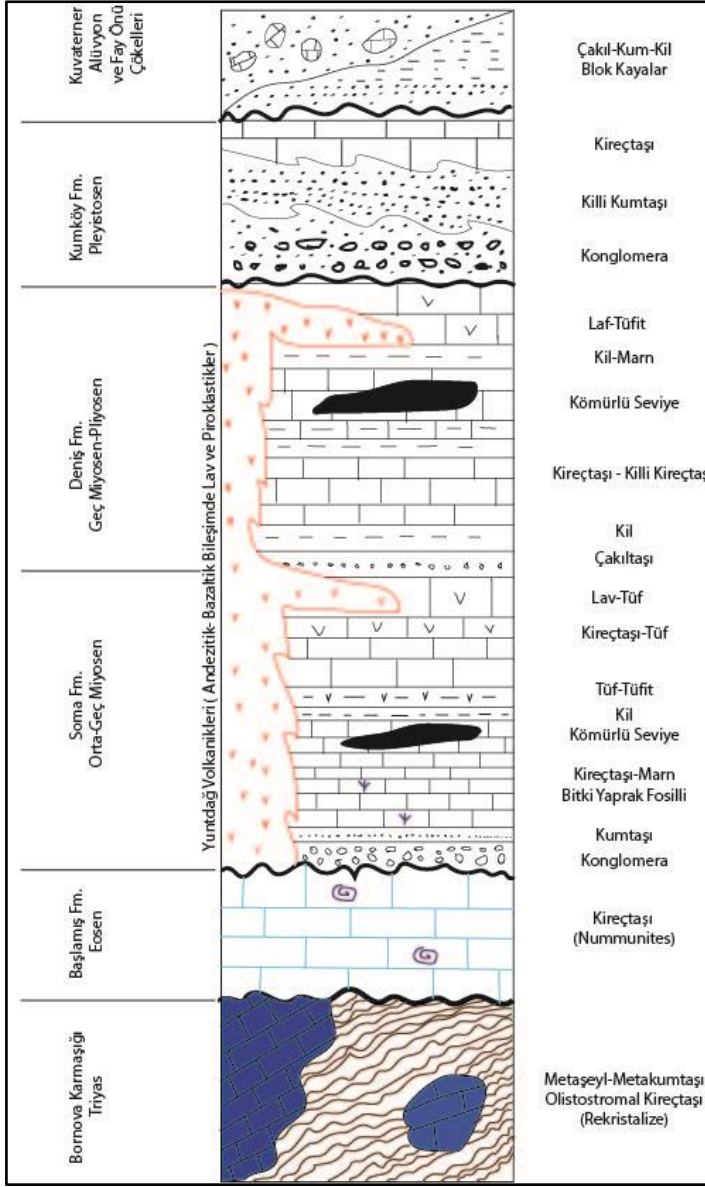 Kuvaterner
Alüvyon
ve Fay Önü
Çökelleri
Çakıl-Kum-Kil
Blok Kayalar
Kumköy Fm.
Pleyistosen
Kireçtaşı
Killi Kumtaşı
Konglomera
Deniş Fm.
Geç Miyosen-Pliyosen
Yuntdağ Volkanikleri ( Andezitik- Bazaltik Bileşimde Lav ve Piroklastikler )
Laf-Tüfit
Kil-Marn
Kömürlü Seviye
Kireçtaşı - Killi Kireçtaş
Kil
Çakıltaşı
Soma Fm.
Orta-Geç Miyosen
Lav-Tüf
Kireçtaşı-Tüf
Tüf-Tüfit
Kil
Kömürlü Seviye
Kireçtaşı-Marn
Bitki Yaprak Fosilli
Kumtaşı
Konglomera
Başlamış Fm.
Eosen
Kireçtaşı
(Nummunites)
Bornova Karmaşığı
Triyas
Metaşeyl-Metakumtaşı
Olistostromal Kireçtaşı
(Rekristalize)